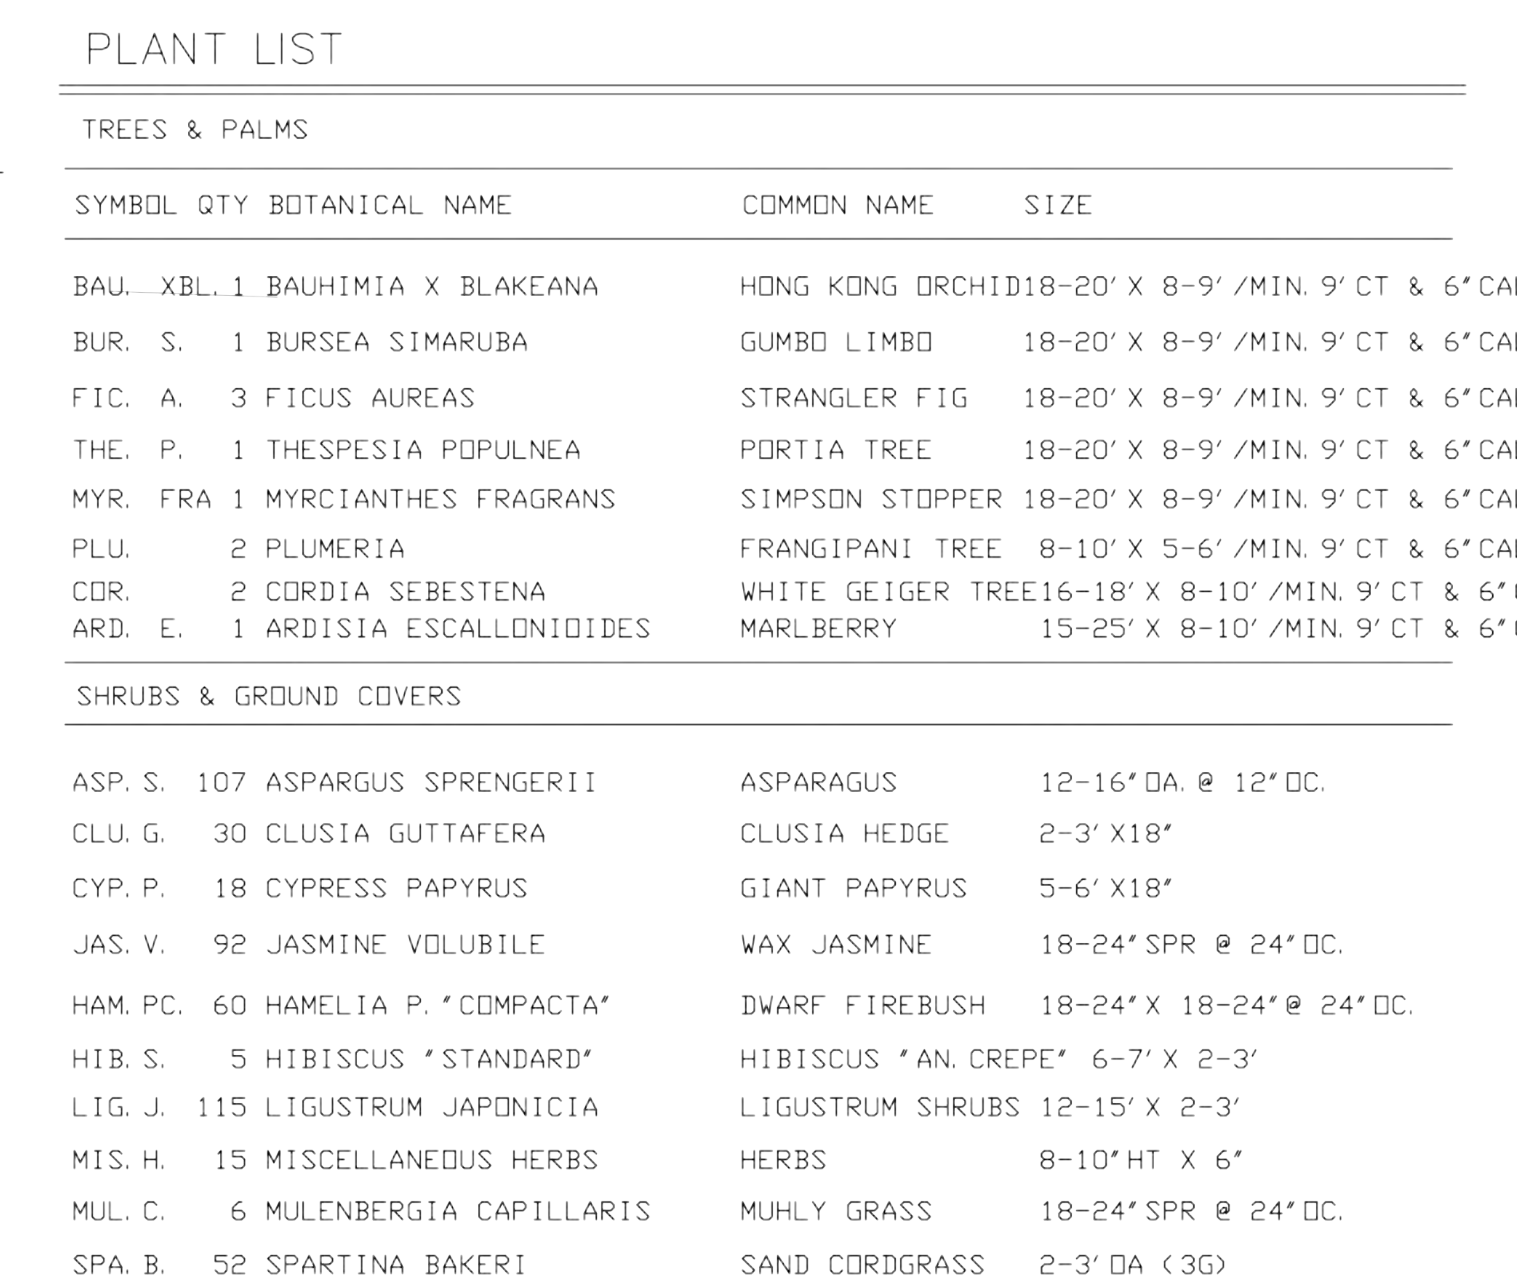 PLANT LIST
TREES & PALMS
SYMBOL QTY BOTANICAL NAME COMMON NAME SIZE
BAU. XBL. 1 BAUHIMIA X BLAKEANA HONG KONG ORCHID 18-20' X 8-9' /MIN. 9' CT & 6" CAL
BUR. S. 1 BURSEA SIMARUBA GUMBO LIMBO 18-20' X 8-9' /MIN. 9' CT & 6" CAL
FIC. A. 3 FICUS AUREAS STRANGLER FIG 18-20' X 8-9' /MIN. 9' CT & 6" CAL
THE. P. 1 THESPESIA POPULNEA PORTIA TREE 18-20' X 8-9' /MIN. 9' CT & 6" CAL
MYR. FRA 1 MYRCIANTHES FRAGRANS SIMPSON STOPPER 18-20' X 8-9' /MIN. 9' CT & 6" CAL
PLU. 2 PLUMERIA FRANGIPANI TREE 8-10' X 5-6' /MIN. 9' CT & 6" CAL
COR. 2 CORDIA SEBESTENA WHITE GEIGER TREE 16-18' X 8-10' /MIN. 9' CT & 6"
ARD. E. 1 ARDISIA ESCALLONIOIDES MARLBERRY 15-25' X 8-10' /MIN. 9' CT & 6"
SHRUBS & GROUND COVERS
ASP. S. 107 ASPARGUS SPRENGERII ASPARAGUS 12-16" OA. @ 12" OC.
CLU. G. 30 CLUSIA GUTTAFERA CLUSIA HEDGE 2-3' X18"
CYP. P. 18 CYPRESS PAPYRUS GIANT PAPYRUS 5-6' X18"
JAS. V. 92 JASMINE VOLUBILE WAX JASMINE 18-24" SPR @ 24" OC.
HAM. PC. 60 HAMELIA P. "COMPACTA" DWARF FIREBUSH 18-24" X 18-24" @ 24" OC.
HIB. S. 5 HIBISCUS "STANDARD" HIBISCUS "AN. CREPE" 6-7' X 2-3'
LIG. J. 115 LIGUSTRUM JAPONICIA LIGUSTRUM SHRUBS 12-15' X 2-3'
MIS. H. 15 MISCELLANEOUS HERBS HERBS 8-10" HT X 6"
MUL. C. 6 MULENBERGIA CAPILLARIS MUHLY GRASS 18-24" SPR @ 24" OC.
SPA. B. 52 SPARTINA BAKERI SAND CORDGRASS 2-3' OA (3G)